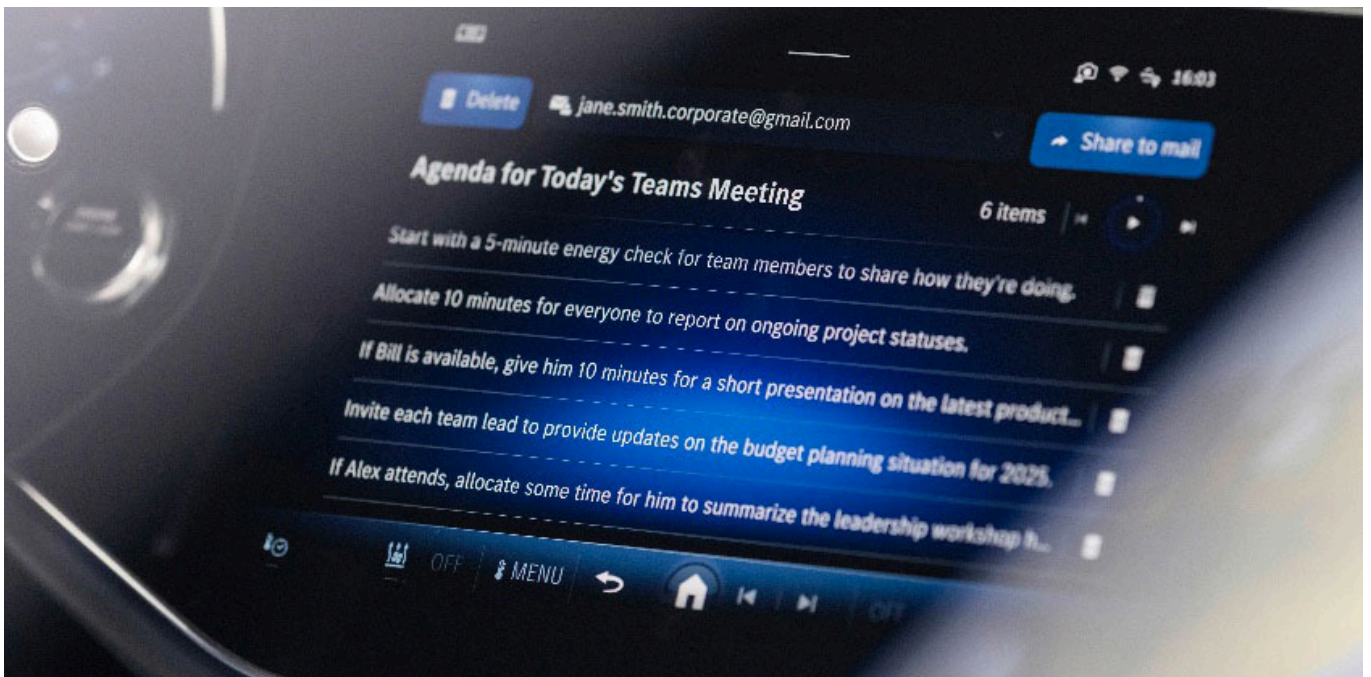 16:03
Delete
jane.smith.corporate@gmail.com
Share to mail
Agenda for Today's Teams Meeting
6 items
Start with a 5-minute energy check for team members to share how they're doing.
Allocate 10 minutes for everyone to report on ongoing project statuses.
If Bill is available, give him 10 minutes for a short presentation on the latest product...
Invite each team lead to provide updates on the budget planning situation for 2025.
If Alex attends, allocate some time for him to summarize the leadership workshop h...
OFF
MENU
OFF